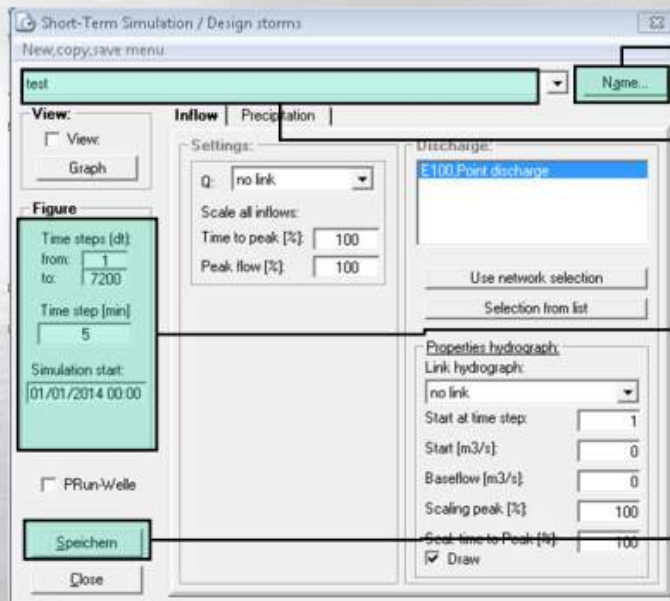 Short-Term Simulation / Design storms
New,copy,save menu
test
Name...
View:
View:
Graph
Figure
Time steps (dt):
from: 1
to: 7200
Time step [min]
5
Simulation start:
01/01/2014 00:00
PRun-Welle
Speichern
Close
Inflow
Precipitation
Settings:
Q: no link
Scale all inflows:
Time to peak [%]: 100
Peak flow [%]: 100
Discharge:
E100,Point discharge
Use network selection
Selection from list
Properties hydrograph:
Link hydrograph:
no link
Start at time step: 1
Start [m3/s]: 0
Baseflow [m3/s]: 0
Scaling peak [%]: 100
Scal. time to Peak [%]: 100
Draw